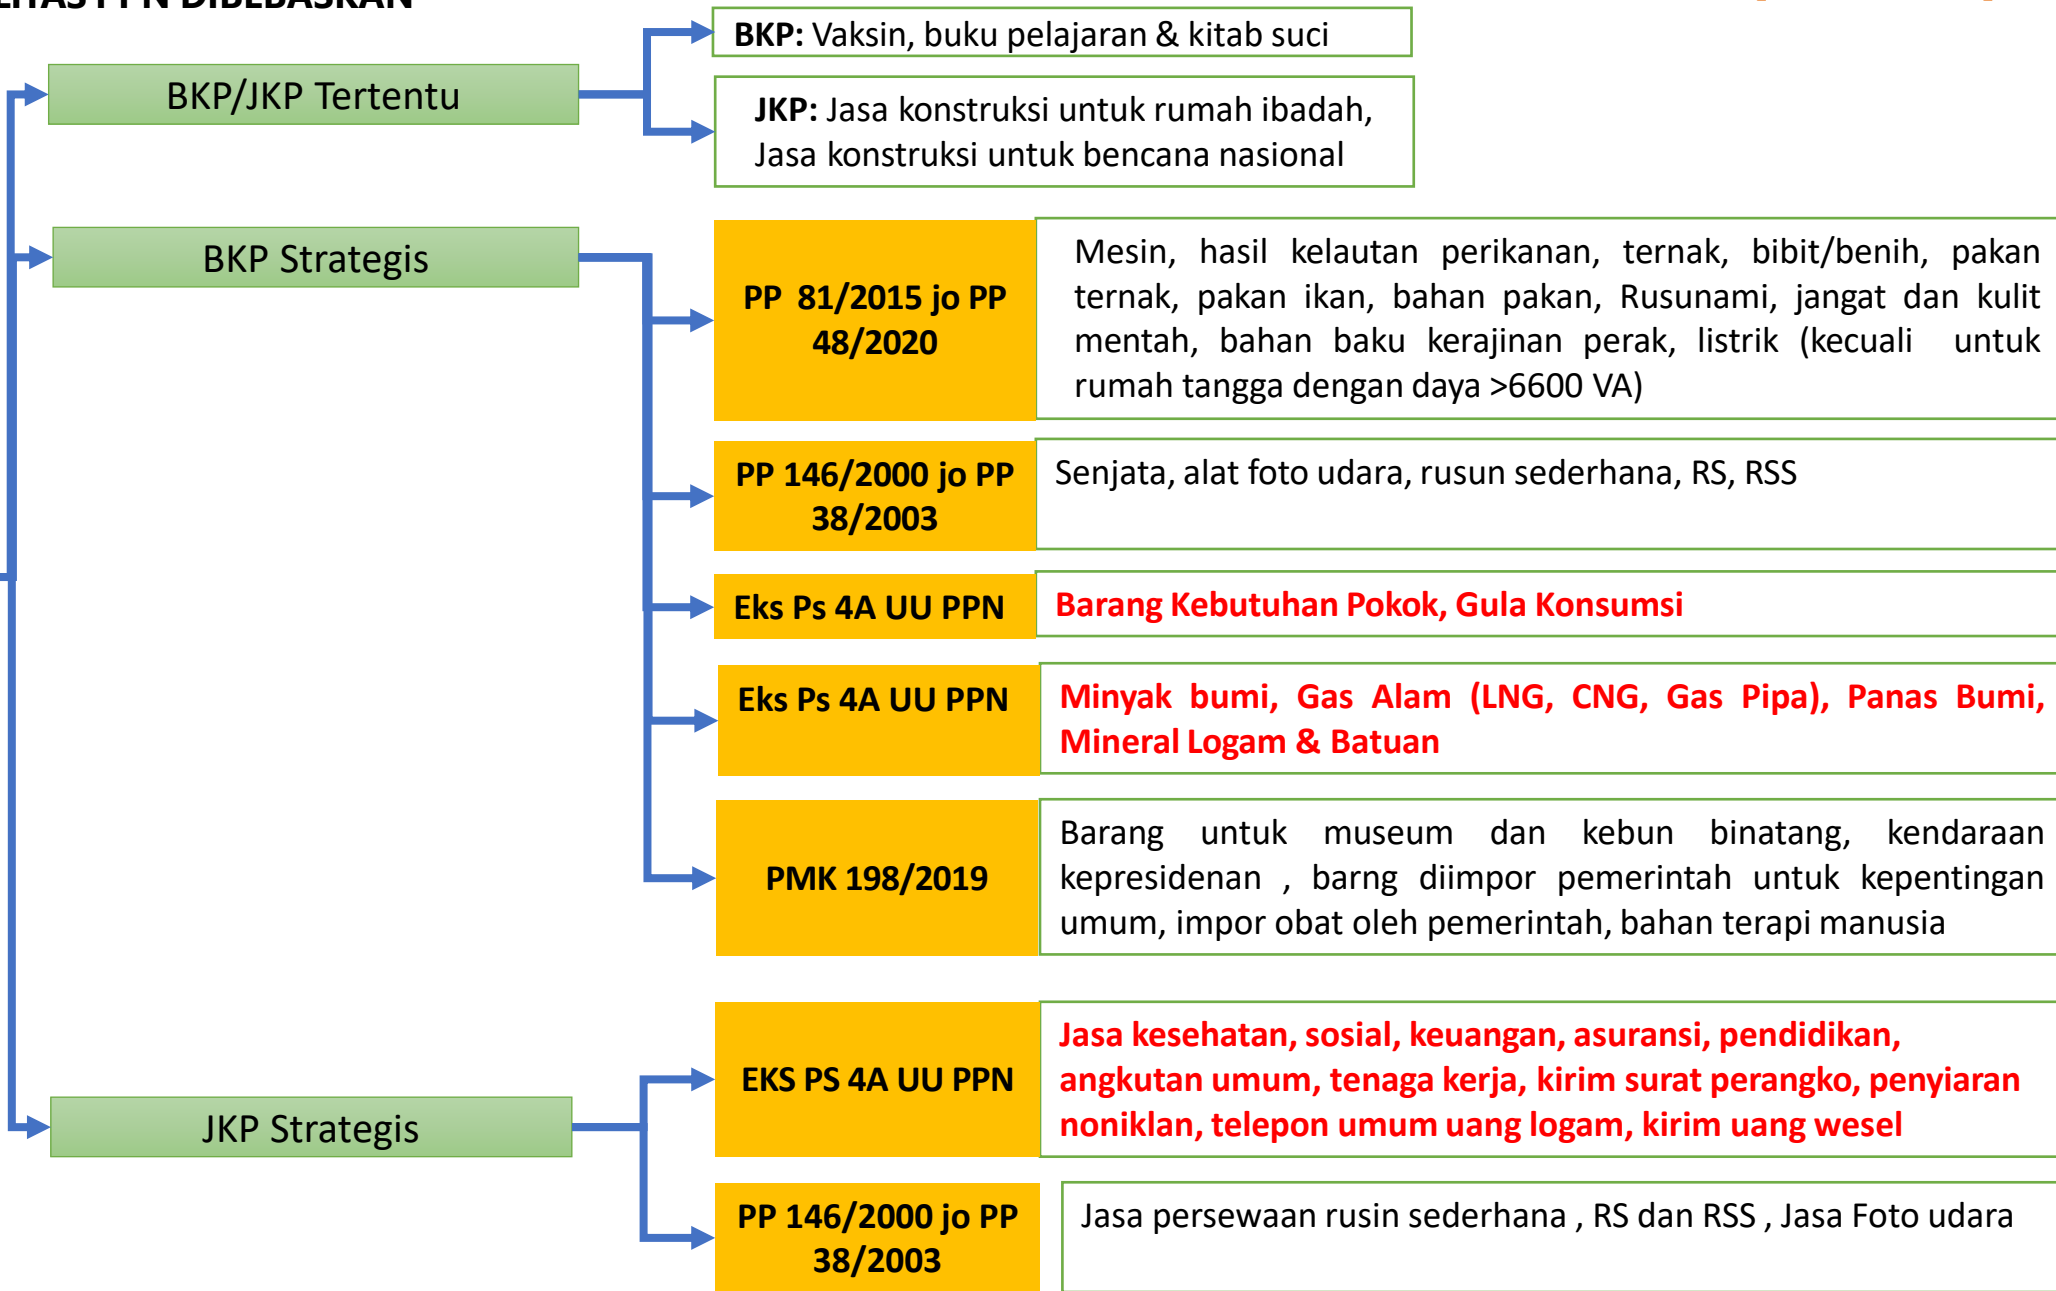 LITAS PPN DIBEBASKAN
BKP: Vaksin, buku pelajaran & kitab suci
BKP/JKP Tertentu
JKP: Jasa konstruksi untuk rumah ibadah,
Jasa konstruksi untuk bencana nasional
BKP Strategis
PP 81/2015 jo PP
48/2020
Mesin, hasil kelautan perikanan, ternak, bibit/benih, pakan
ternak, pakan ikan, bahan pakan, Rusunami, jangat dan kulit
mentah, bahan baku kerajinan perak, listrik (kecuali untuk
rumah tangga dengan daya >6600 VA)
PP 146/2000 jo PP
38/2003
Senjata, alat foto udara, rusun sederhana, RS, RSS
Eks Ps 4A UU PPN
Barang Kebutuhan Pokok, Gula Konsumsi
Eks Ps 4A UU PPN
Minyak bumi, Gas Alam (LNG, CNG, Gas Pipa), Panas Bumi,
Mineral Logam & Batuan
PMK 198/2019
Barang untuk museum dan kebun binatang, kendaraan
kepresidenan , barng diimpor pemerintah untuk kepentingan
umum, impor obat oleh pemerintah, bahan terapi manusia
JKP Strategis
EKS PS 4A UU PPN
Jasa kesehatan, sosial, keuangan, asuransi, pendidikan,
angkutan umum, tenaga kerja, kirim surat perangko, penyiaran
noniklan, telepon umum uang logam, kirim uang wesel
PP 146/2000 jo PP
38/2003
Jasa persewaan rusin sederhana , RS dan RSS , Jasa Foto udara